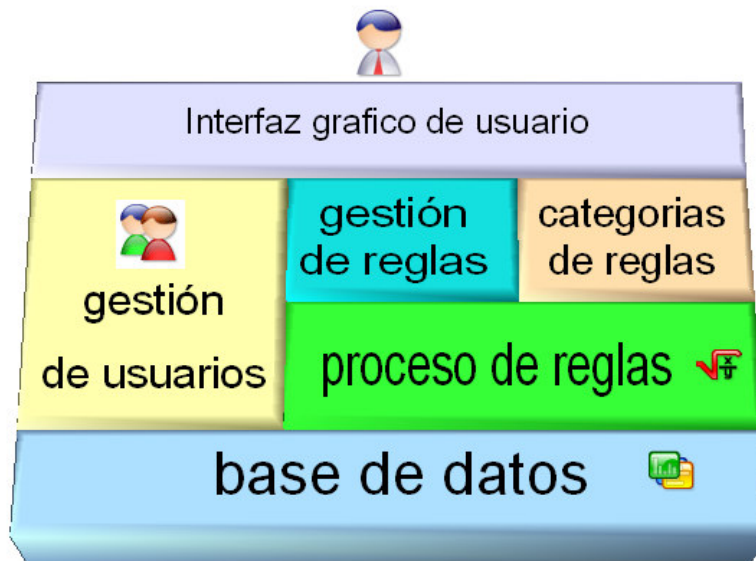 Interfaz grafico de usuario
gestión
de usuarios
gestión
de reglas
categorias
de reglas
proceso de reglas
base de datos